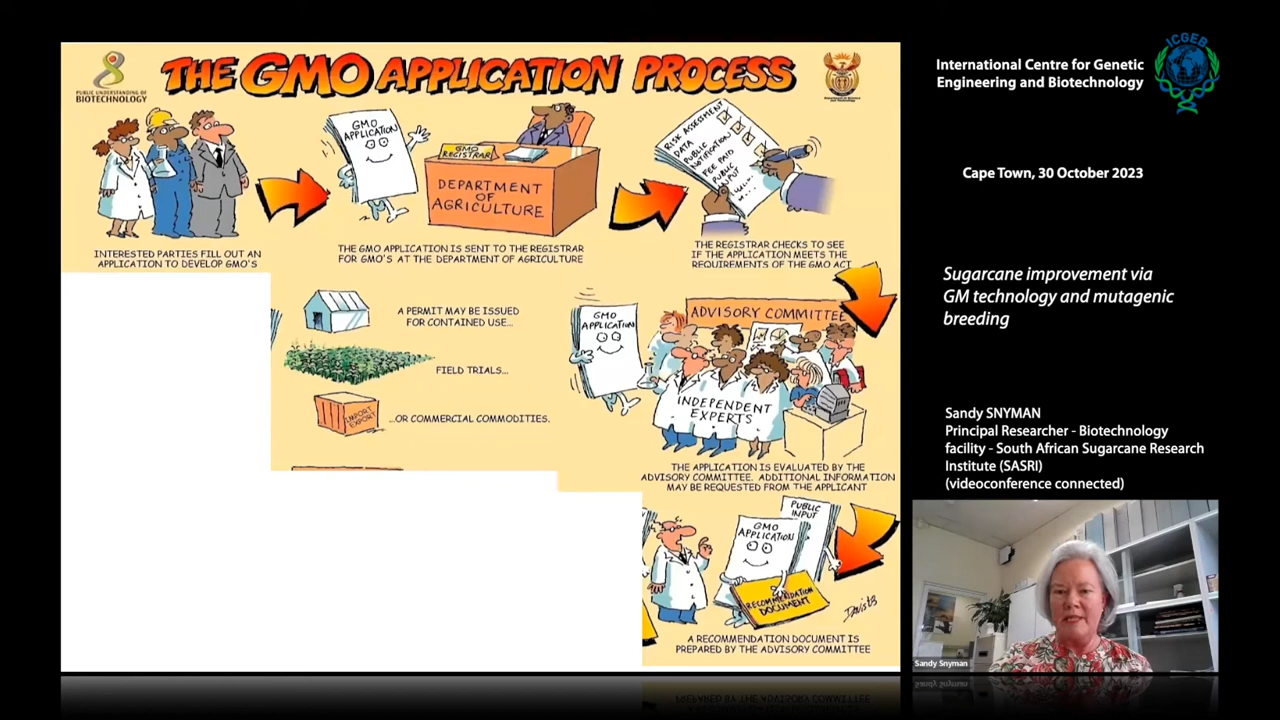 PUBLIC UNDERSTANDING OF
BIOTECHNOLOGY
THE GMO APPLICATION PROCESS
GMO
APPLICATION
GMO
REGISTRAR
DEPARTMENT
OF
AGRICULTURE
RISK ASSESSMENT
DATA
PUBLIC
NOTIFICATION
FEE PAID
PUBLIC
INPUT
INTERESTED PARTIES FILL OUT AN
APPLICATION TO DEVELOP GMO'S
THE GMO APPLICATION IS SENT TO THE REGISTRAR
FOR GMO'S AT THE DEPARTMENT OF AGRICULTURE
THE REGISTRAR CHECKS TO SEE
IF THE APPLICATION MEETS THE
REQUIREMENTS OF THE GMO ACT
A PERMIT MAY BE ISSUED
FOR CONTAINED USE...
FIELD TRIALS...
IMPORT
EXPORT
...OR COMMERCIAL COMMODITIES.
GMO
APPLICATION
ADVISORY COMMITTEE
INDEPENDENT
EXPERTS
THE APPLICATION IS EVALUATED BY THE
ADVISORY COMMITTEE. ADDITIONAL INFORMATION
MAY BE REQUESTED FROM THE APPLICANT
PUBLIC
INPUT
GMO
APPLICATION
RECOMMENDATION
DOCUMENT
A RECOMMENDATION DOCUMENT IS
PREPARED BY THE ADVISORY COMMITTEE
International Centre for Genetic
Engineering and Biotechnology
ICGEB
Cape Town, 30 October 2023
Sugarcane improvement via
GM technology and mutagenic
breeding
Sandy SNYMAN
Principal Researcher - Biotechnology
facility - South African Sugarcane Research
Institute (SASRI)
(videoconference connected)
Sandy Snyman